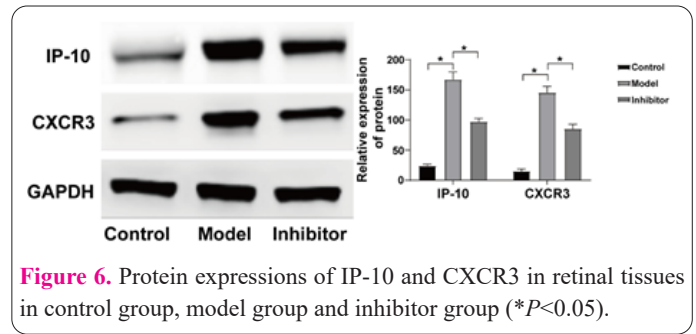 IP-10
CXCR3
GAPDH
Control Model Inhibitor
Relative expression
of protein
200
150
100
50
0
* * * *
IP-10 CXCR3
Control
Model
Inhibitor
Figure 6. Protein expressions of IP-10 and CXCR3 in retinal tissues
in control group, model group and inhibitor group (*P<0.05).